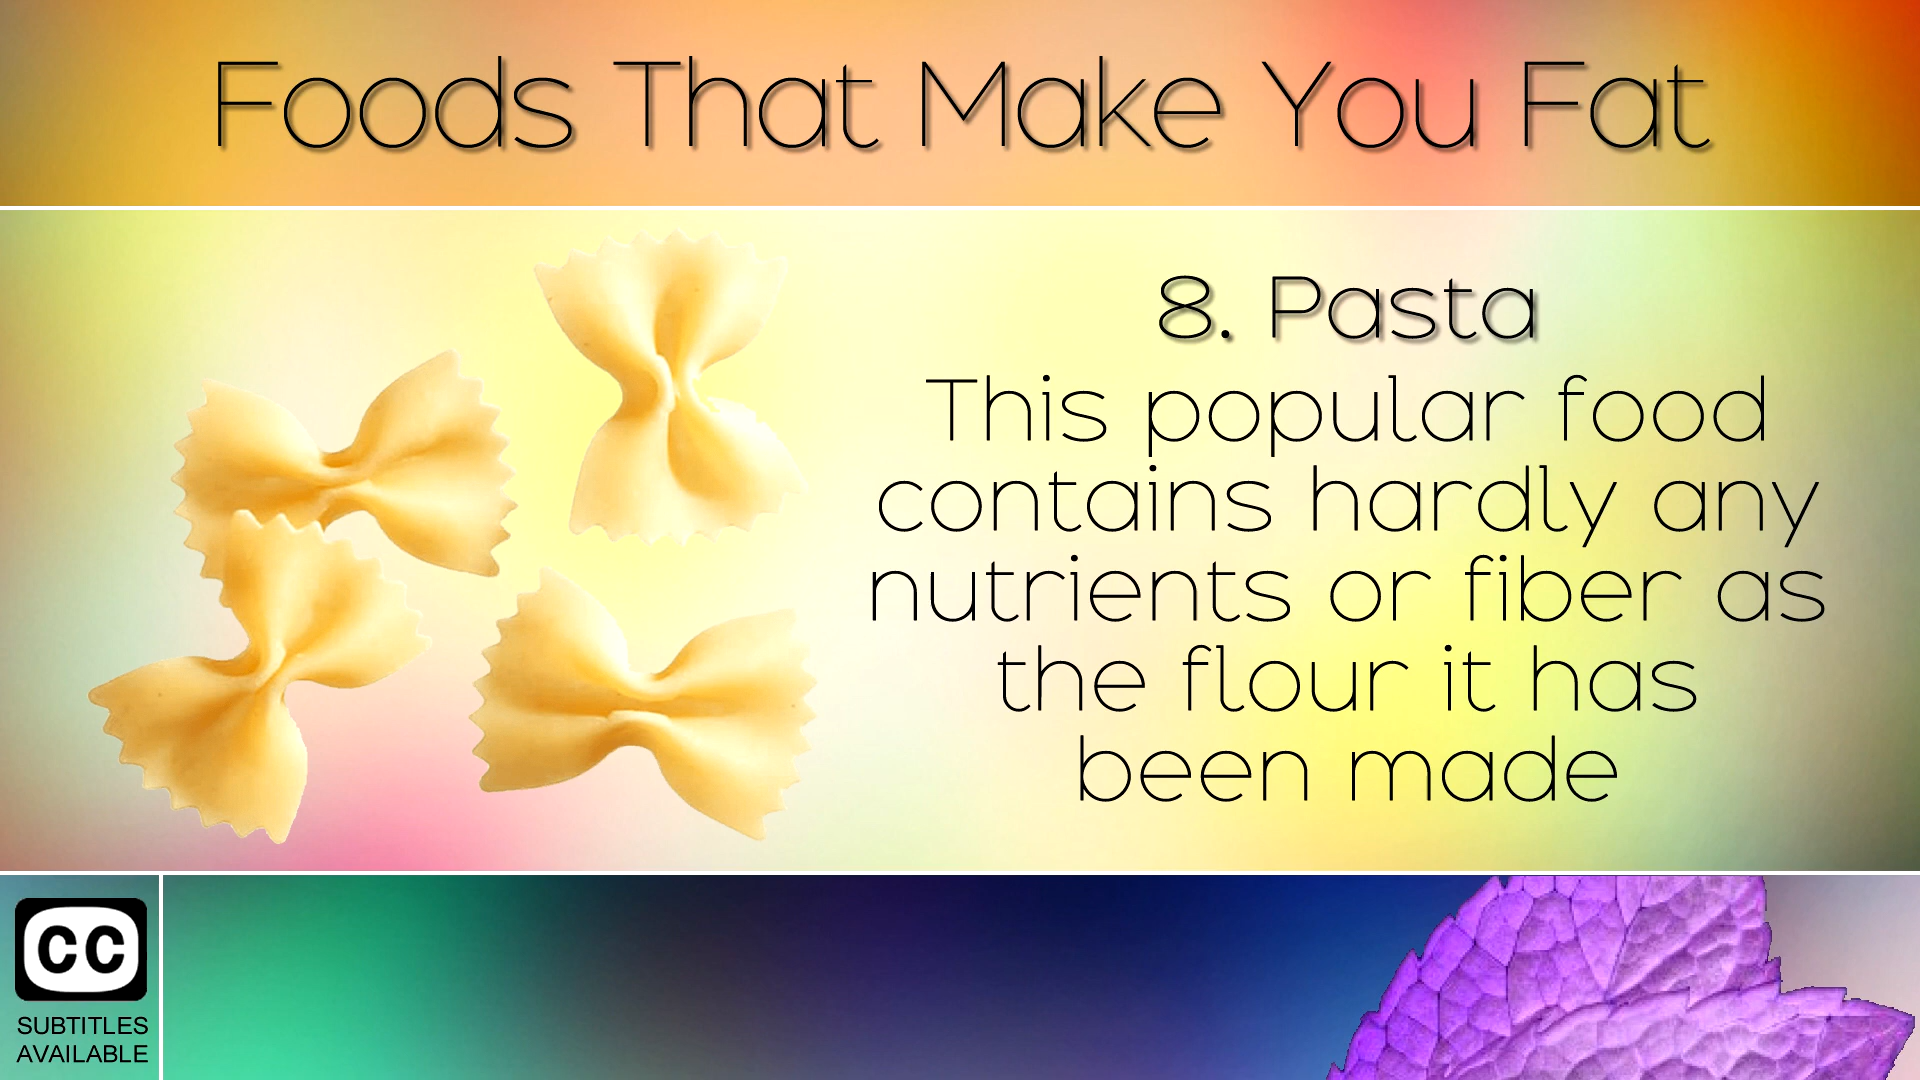 Foods That Make You Fat
8. Pasta
This popular food
contains hardly any
nutrients or fiber as
the flour it has
been made
CC
SUBTITLES
AVAILABLE